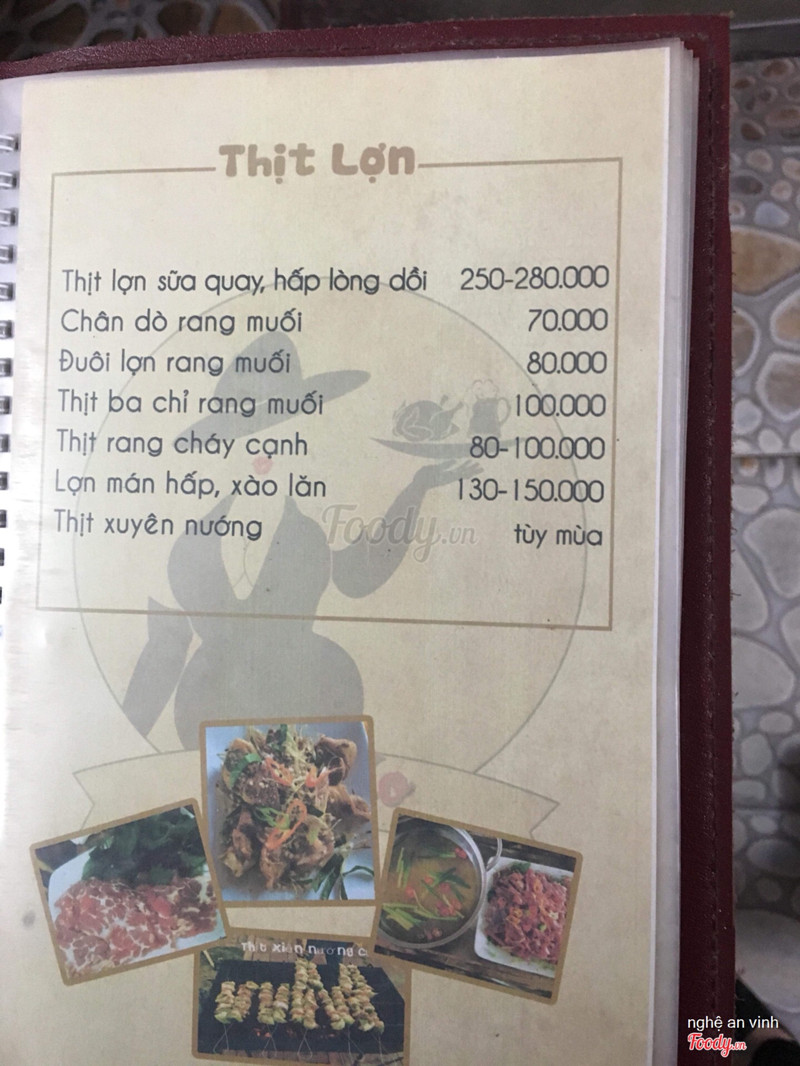 Thịt Lợn
Thịt lợn sữa quay, hấp lòng dồi 250-280.000
Chân dò rang muối 70.000
Đuôi lợn rang muối 80.000
Thịt ba chỉ rang muối 100.000
Thịt rang cháy cạnh 80-100.000
Lợn mán hấp, xào lăn 130-150.000
Thịt xuyên nướng tùy mùa
Foody.vn
Thịt xiên nướng
nghệ an vinh
Foody.vn